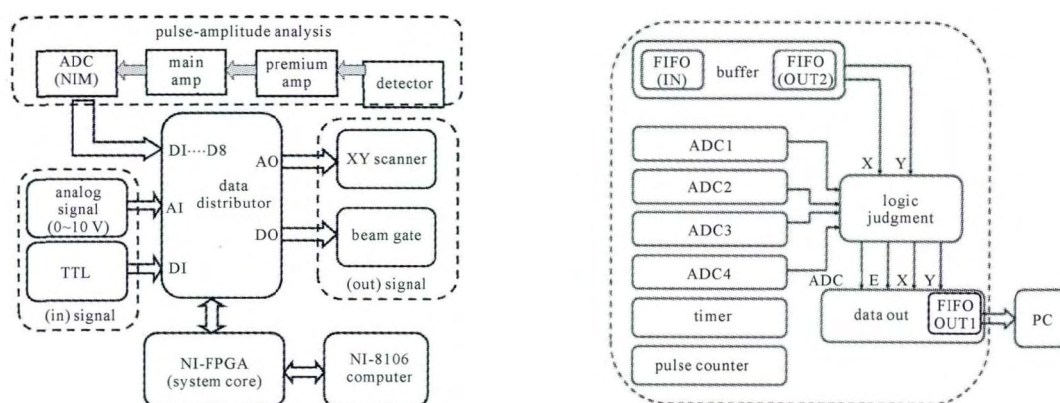 pulse-amplitude analysis
ADC
(NIM)
main
amp
premium
amp
detector
DI····D8
AO
XY scanner
analog
signal
(0~10 V)
AI
data
distributor
DO
beam gate
TTL
DI
(in) signal
(out) signal
NI-FPGA
(system core)
NI-8106
computer
FIFO
(IN)
buffer
FIFO
(OUT2)
ADC1
X
Y
ADC2
logic
judgment
ADC3
ADC4
ADC
E
X
Y
timer
data out
FIFO
OUT1
PC
pulse counter